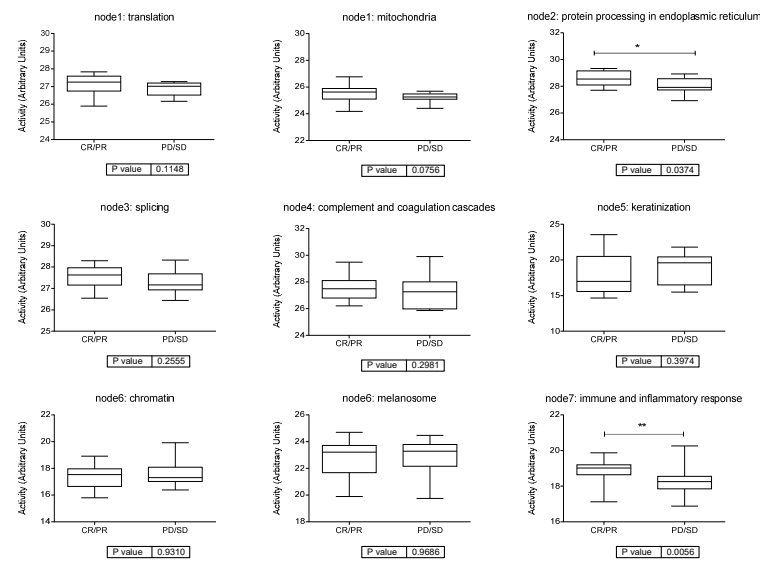 node1: translation
Activity (Arbitrary Units)
30
29
28
27
26
25
24
CR/PR PD/SD
P value 0.1148
node1: mitochondria
Activity (Arbitrary Units)
30
28
26
24
22
CR/PR PD/SD
P value 0.0756
node2: protein processing in endoplasmic reticulum
Activity (Arbitrary Units)
32
30
28
26
24
*
CR/PR PD/SD
P value 0.0374
node3: splicing
Activity (Arbitrary Units)
30
29
28
27
26
25
CR/PR PD/SD
P value 0.2555
node4: complement and coagulation cascades
Activity (Arbitrary Units)
32
30
28
26
24
CR/PR PD/SD
P value 0.2981
node5: keratinization
Activity (Arbitrary Units)
25
20
15
10
CR/PR PD/SD
P value 0.3974
node6: chromatin
Activity (Arbitrary Units)
22
20
18
16
14
CR/PR PD/SD
P value 0.9310
node6: melanosome
Activity (Arbitrary Units)
26
24
22
20
18
CR/PR PD/SD
P value 0.9686
node7: immune and inflammatory response
Activity (Arbitrary Units)
22
20
18
16
**
CR/PR PD/SD
P value 0.0056